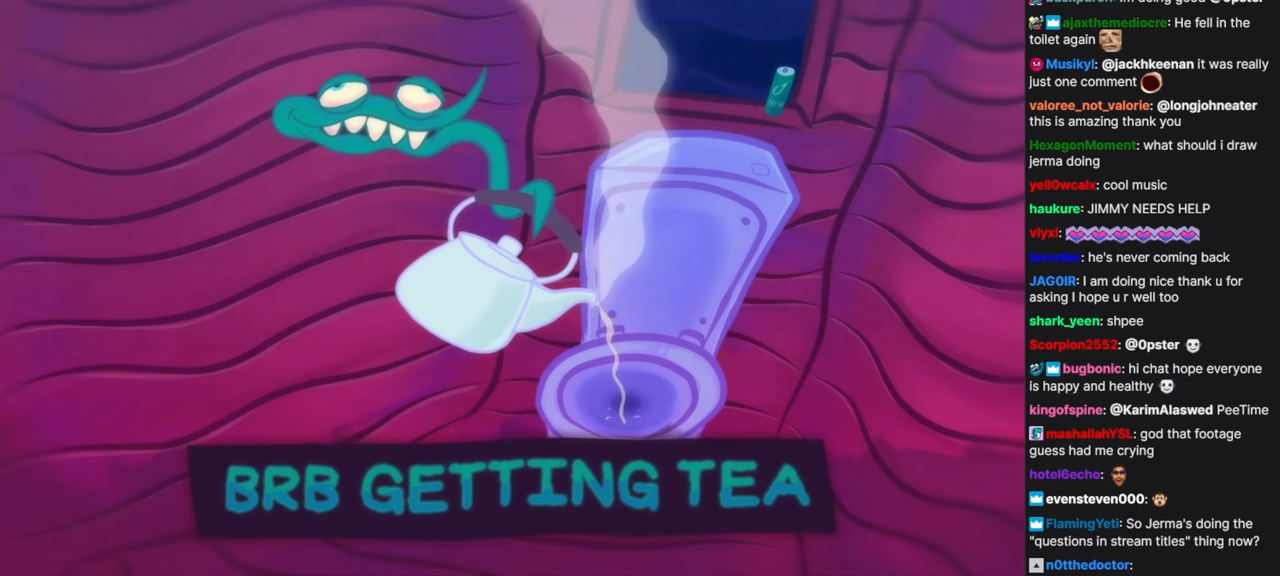 BRB GETTING TEA
ajaxthemediocre: He fell in the
toilet again
Musikyl: @jackhkeenan it was really
just one comment
valoree_not_valorie: @longjohneater
this is amazing thank you
HexagonMoment: what should i draw
jerma doing
yell0wcalx: cool music
haukure: JIMMY NEEDS HELP
viyxi:
he's never coming back
JAG0IR: I am doing nice thank u for
asking I hope u r well too
shark_yeen: shpee
Scorpion2552: @0pster
bugbonic: hi chat hope everyone
is happy and healthy
kingofspine: @KarimAlaswed PeeTime
mashallahYSL: god that footage
guess had me crying
hotel6echo:
evensteven000:
FlamingYeti: So Jerma's doing the
"questions in stream titles" thing now?
n0tthedoctor: